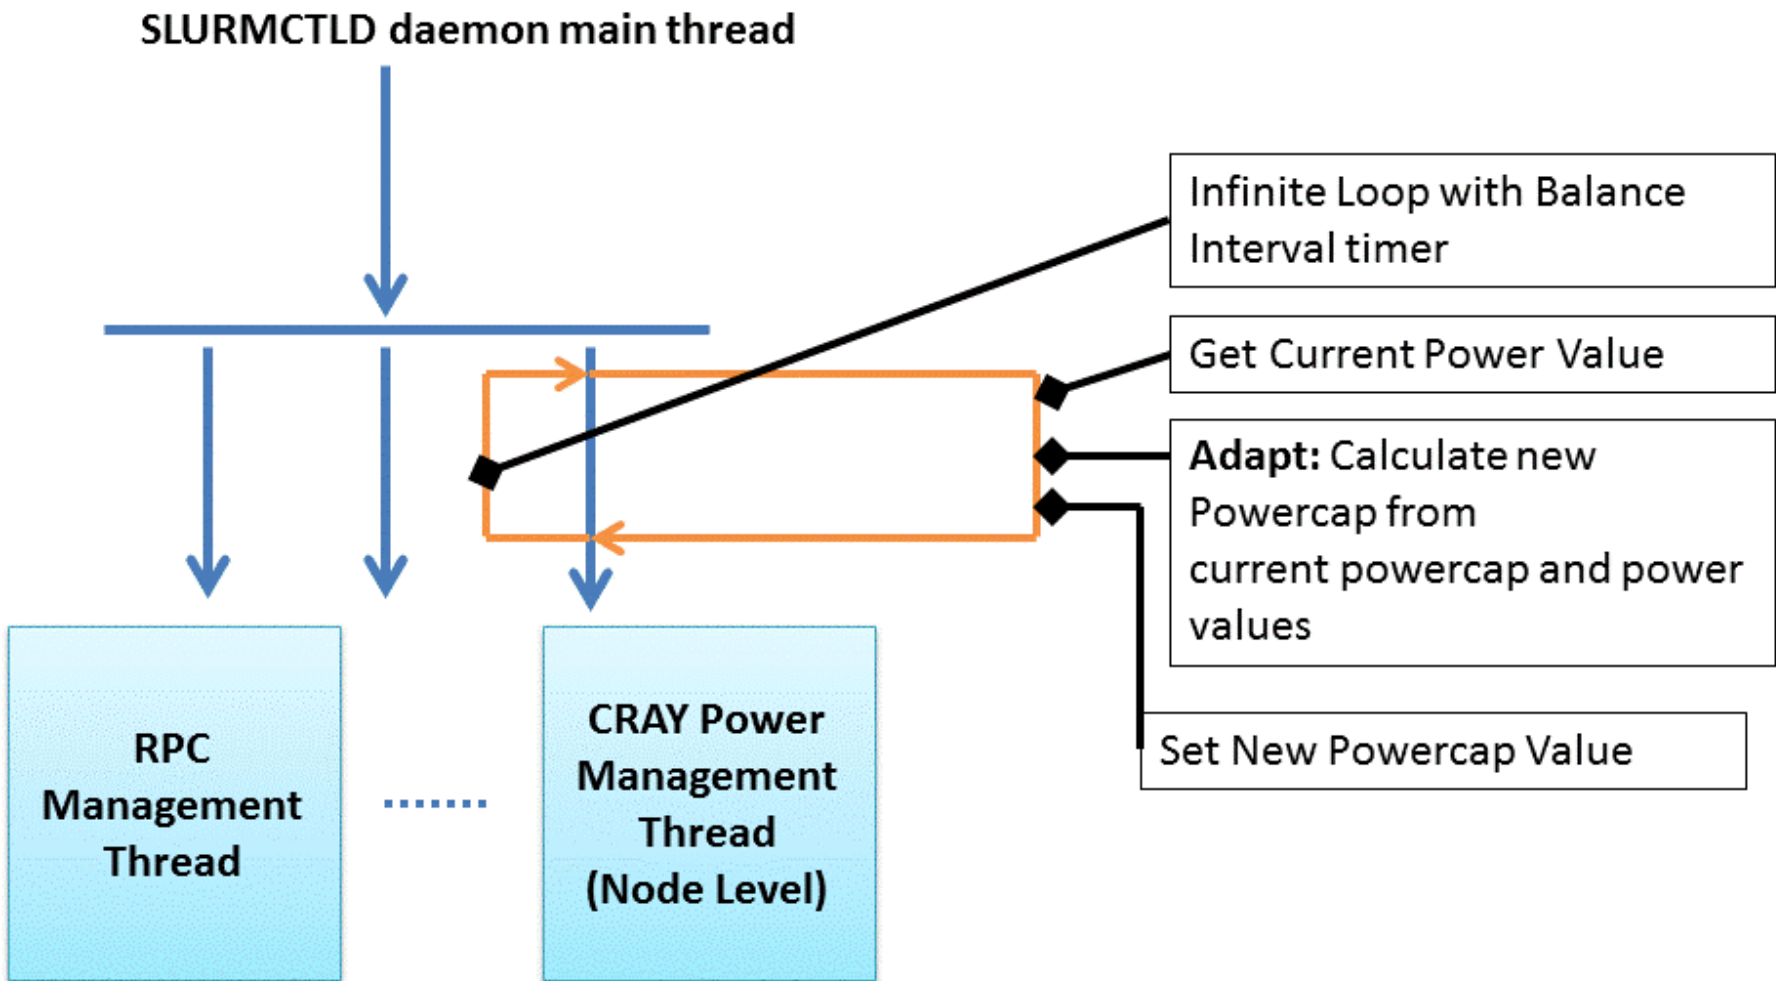 SLURMCTLD daemon main thread
Infinite Loop with Balance
Interval timer
Get Current Power Value
Adapt: Calculate new
Powercap from
current powercap and power
values
Set New Powercap Value
RPC
Management
Thread
CRAY Power
Management
Thread
(Node Level)